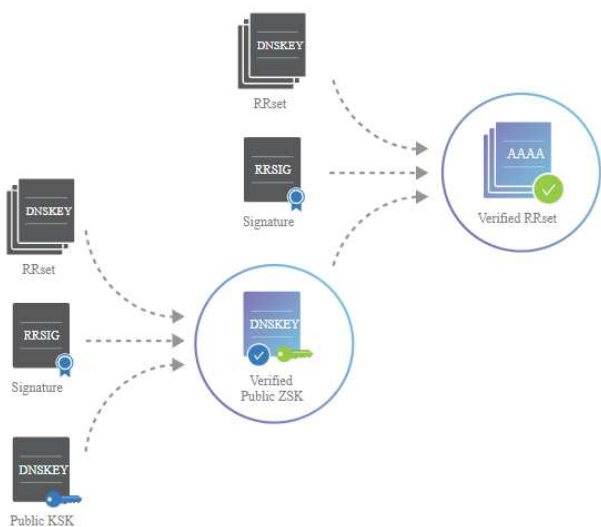 DNSKEY
RRset
RRSIG
Signature
AAAA
Verified RRset
DNSKEY
RRset
RRSIG
Signature
DNSKEY
Public KSK
DNSKEY
Verified
Public ZSK